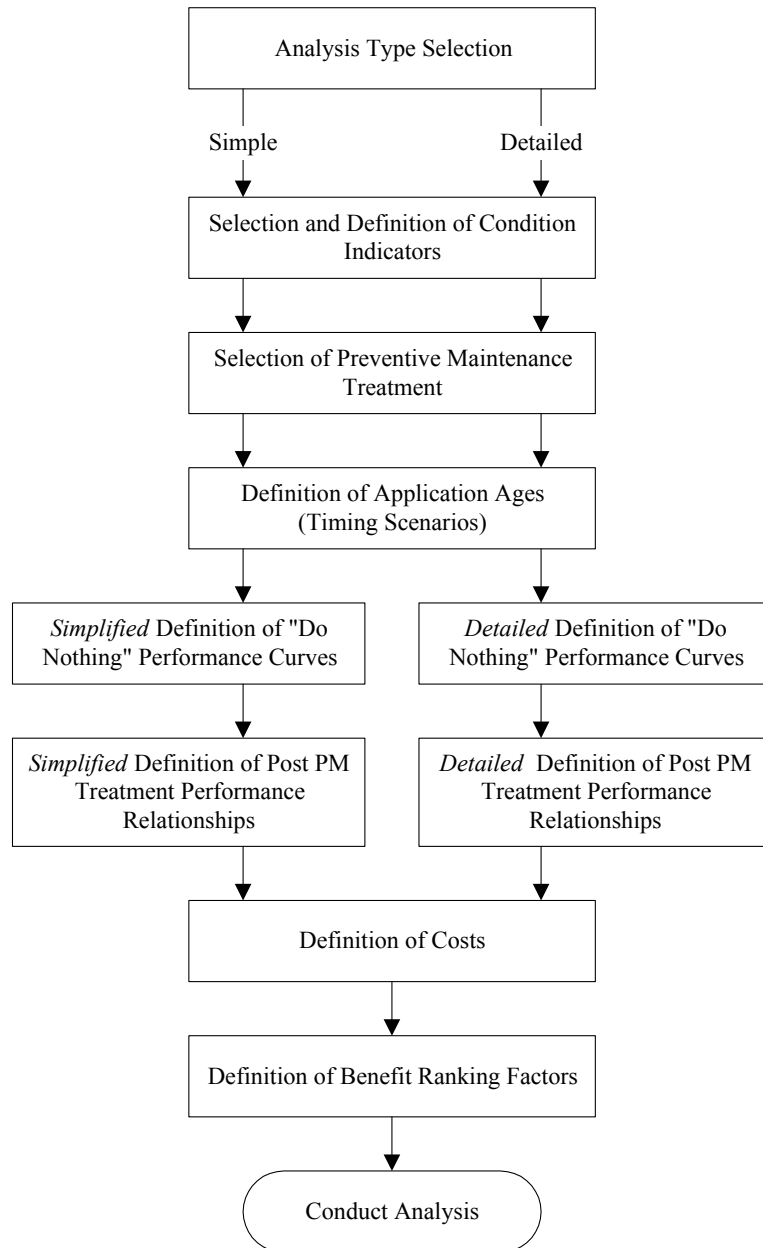 Analysis Type Selection
Simple
Detailed
Selection and Definition of Condition
Indicators
Selection of Preventive Maintenance
Treatment
Definition of Application Ages
(Timing Scenarios)
Simplified Definition of "Do
Nothing" Performance Curves
Detailed Definition of "Do
Nothing" Performance Curves
Simplified Definition of Post PM
Treatment Performance
Relationships
Detailed Definition of Post PM
Treatment Performance
Relationships
Definition of Costs
Definition of Benefit Ranking Factors
Conduct Analysis